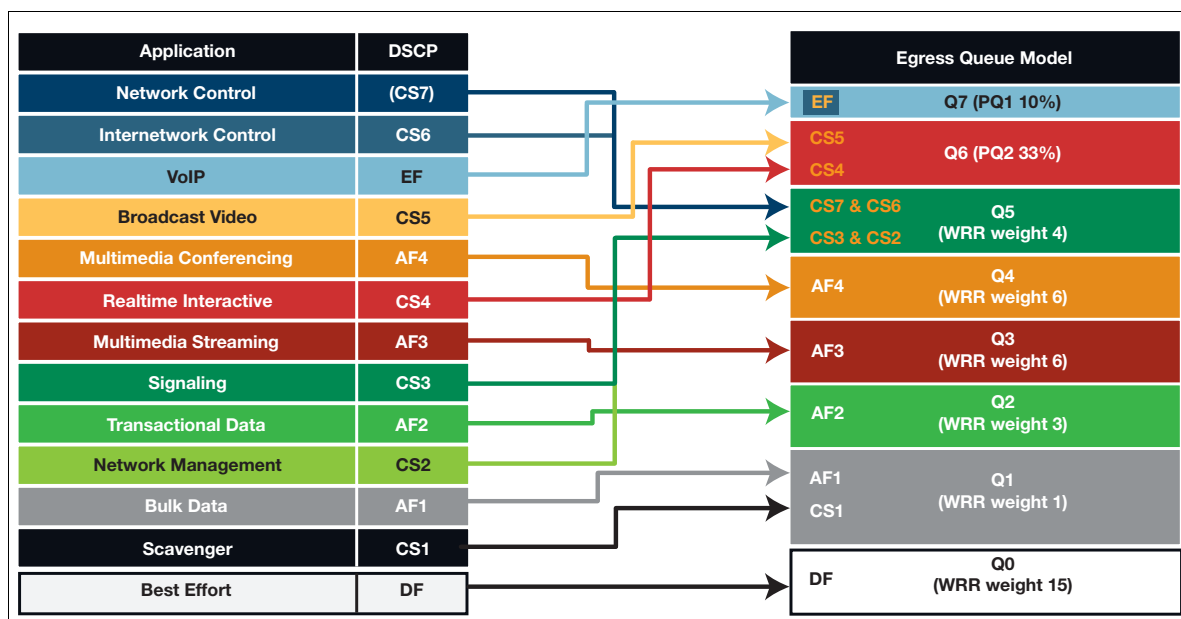 Application DSCP
Network Control (CS7)
Internetwork Control CS6
VoIP EF
Broadcast Video CS5
Multimedia Conferencing AF4
Realtime Interactive CS4
Multimedia Streaming AF3
Signaling CS3
Transactional Data AF2
Network Management CS2
Bulk Data AF1
Scavenger CS1
Best Effort DF
Egress Queue Model
EF Q7 (PQ1 10%)
CS5
Q6 (PQ2 33%)
CS4
CS7 & CS6 Q5
CS3 & CS2 (WRR weight 4)
Q4
AF4
(WRR weight 6)
Q3
AF3
(WRR weight 6)
Q2
AF2
(WRR weight 3)
AF1 Q1
CS1 (WRR weight 1)
Q0
DF
(WRR weight 15)